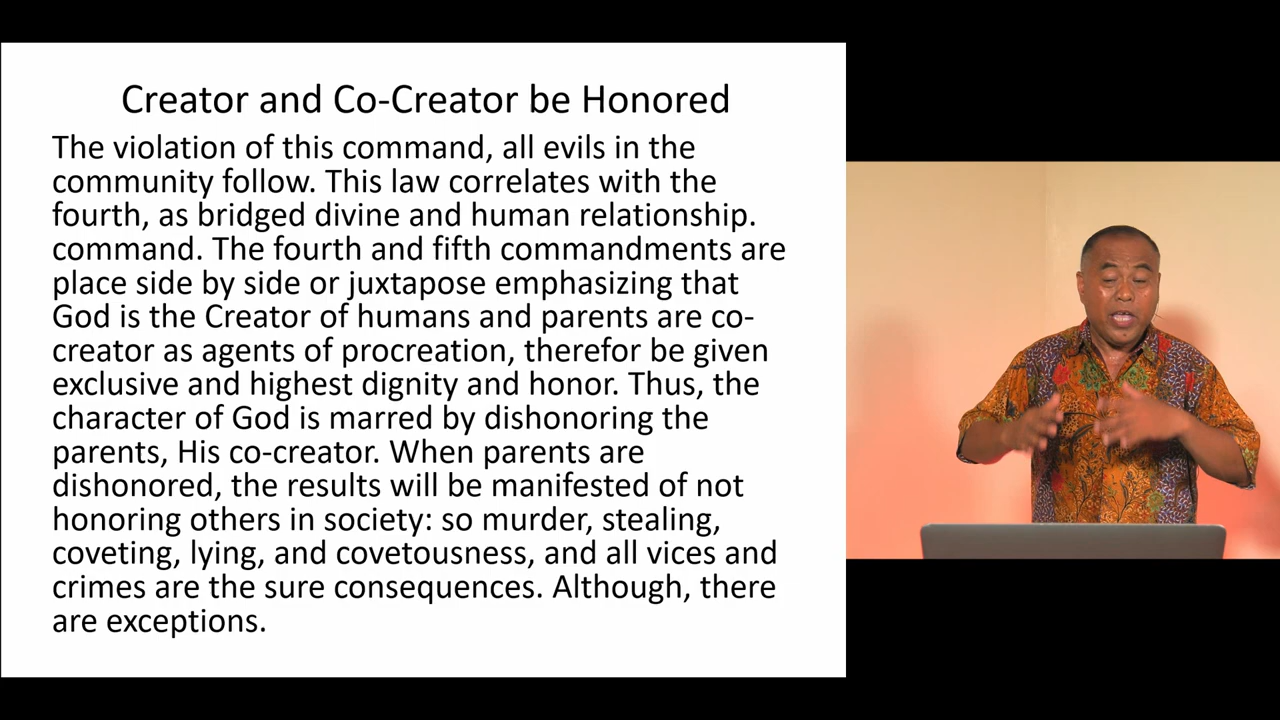 Creator and Co-Creator be Honored
The violation of this command, all evils in the
community follow. This law correlates with the
fourth, as bridged divine and human relationship.
command. The fourth and fifth commandments are
place side by side or juxtapose emphasizing that
God is the Creator of humans and parents are co-
creator as agents of procreation, therefor be given
exclusive and highest dignity and honor. Thus, the
character of God is marred by dishonoring the
parents, His co-creator. When parents are
dishonored, the results will be manifested of not
honoring others in society: so murder, stealing,
coveting, lying, and covetousness, and all vices and
crimes are the sure consequences. Although, there
are exceptions.